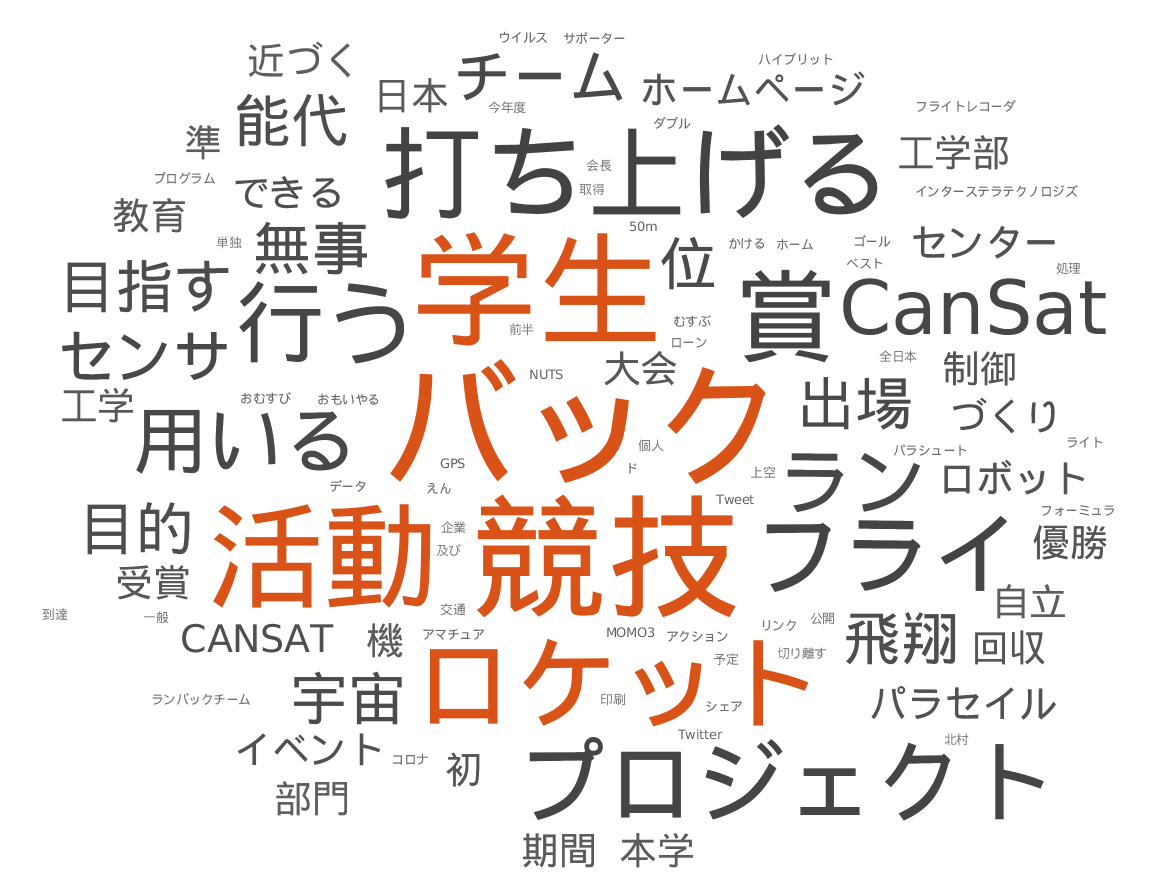 ウイルス サポーター
近づく
チーム
ハイブリット
日本
ホームページ
能代
今年度
フライトレコーダ
ダブル
準
打ち上げる
工学部
会長
プログラム
できる
取得
インターステラテクノロジズ
教育
50m
単独
無事
位
かける ホーム
ゴール
センター
ベスト
処理
目指す
学生
行う
賞
CanSat
むすぶ
前半
ローン
センサ
全日本
大会
制御
NUTS
工学
バック
出場
づくり
おむすび
おもいやる
用いる
個人
ライト
パラシュート
GPS
ド
上空
ラン
ロボット
データ
えん
Tweet
フォーミュラ
目的
活動
企業
競技
フライ
優勝
及び
受賞
自立
到達
一般
交通
公開
リンク
CANSAT
機
アマチュア
MOMO3
アクション
飛翔
回収
切り離す
予定
ロケット
宇宙
ランバックチーム
印刷
シェア
パラセイル
Twitter
北村
イベント
コロナ
初
プロジェクト
部門
期間
本学